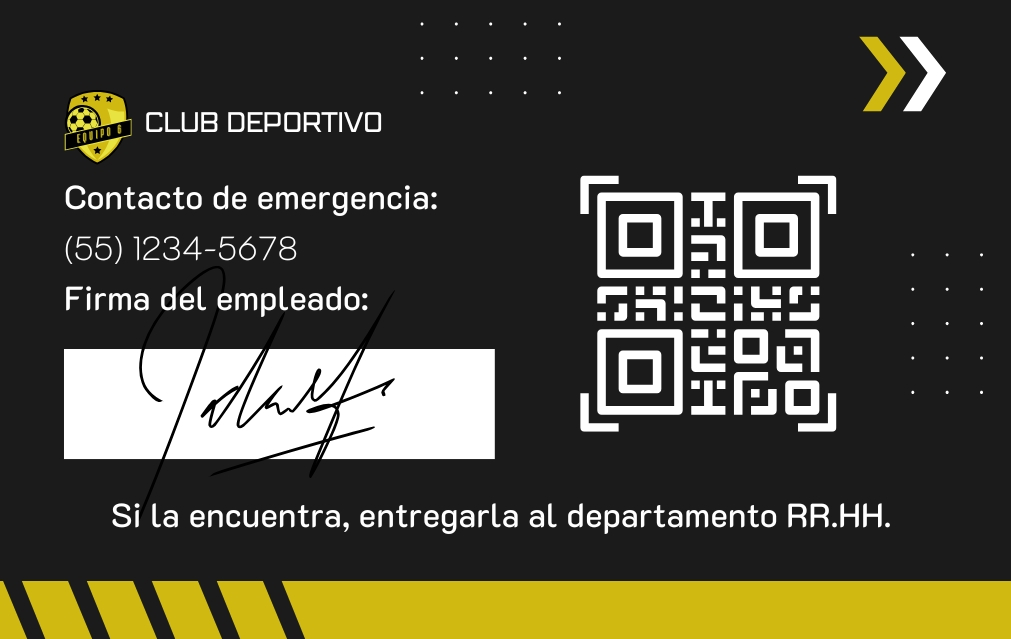 EQUIPO 6
CLUB DEPORTIVO
Contacto de emergencia:
(55) 1234-5678
Firma del empleado:
Si la encuentra, entregarla al departamento RR.HH.